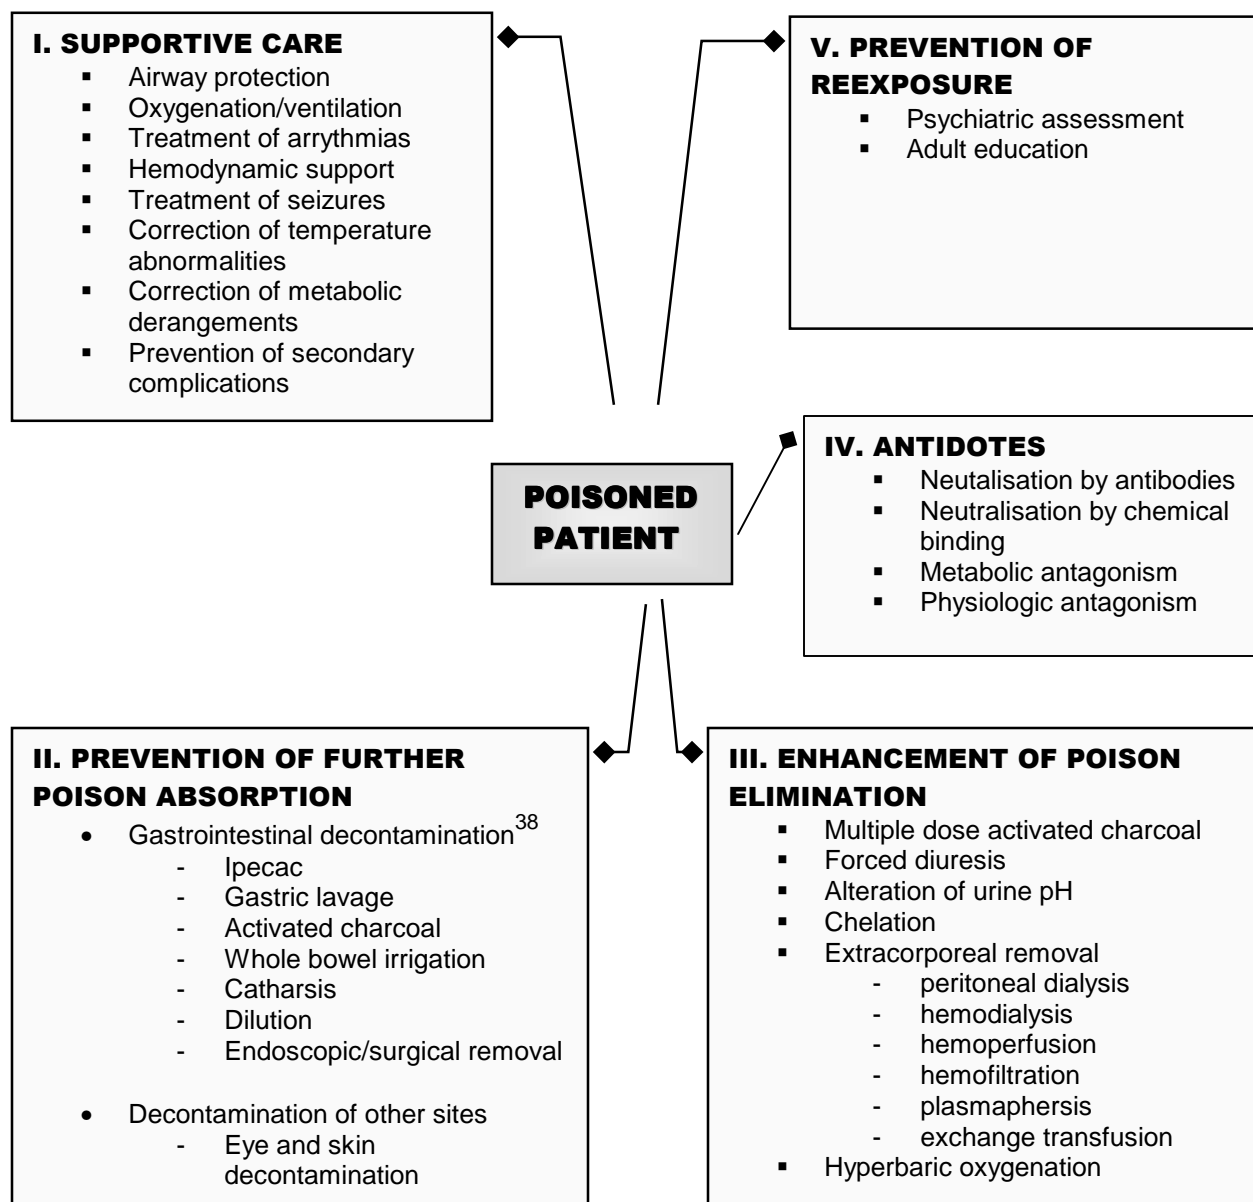 I. SUPPORTIVE CARE
▪ Airway protection
▪ Oxygenation/ventilation
▪ Treatment of arrythmias
▪ Hemodynamic support
▪ Treatment of seizures
▪ Correction of temperature
abnormalities
▪ Correction of metabolic
derangements
▪ Prevention of secondary
complications
V. PREVENTION OF
REEXPOSURE
▪ Psychiatric assessment
▪ Adult education
POISONED
PATIENT
IV. ANTIDOTES
▪ Neutalisation by antibodies
▪ Neutralisation by chemical
binding
▪ Metabolic antagonism
▪ Physiologic antagonism
II. PREVENTION OF FURTHER
POISON ABSORPTION
• Gastrointestinal decontamination38
- Ipecac
- Gastric lavage
- Activated charcoal
- Whole bowel irrigation
- Catharsis
- Dilution
- Endoscopic/surgical removal
• Decontamination of other sites
- Eye and skin
decontamination
III. ENHANCEMENT OF POISON
ELIMINATION
▪ Multiple dose activated charcoal
▪ Forced diuresis
▪ Alteration of urine pH
▪ Chelation
▪ Extracorporeal removal
- peritoneal dialysis
- hemodialysis
- hemoperfusion
- hemofiltration
- plasmaphersis
- exchange transfusion
▪ Hyperbaric oxygenation